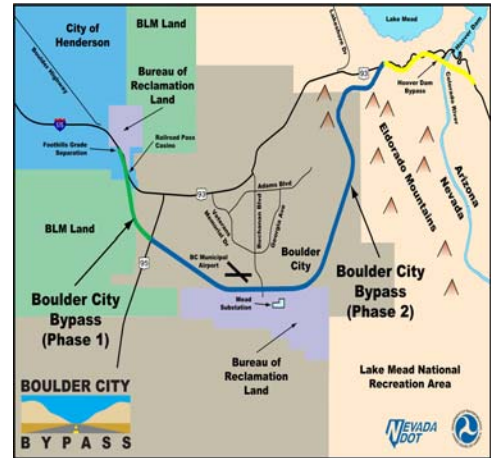 City of
Henderson
BLM Land
Bureau of
Reclamation
Land
Boulder Highway
Lakeshore Dr
Lake Mead
Hoover Dam
93
Hoover Dam
Bypass
Colorado River
Foothills Grade
Separation
Railroad Pass
Casino
93
Adams Blvd
Buchanan Blvd
Georgia Ave
Veterans
Memorial Dr
Eldorado Mountains
Arizona
Nevada
BLM Land
95
BC Municipal
Airport
Boulder
City
Boulder City
Bypass
(Phase 1)
Boulder City
Bypass
(Phase 2)
Mead
Substation
Bureau of
Reclamation
Land
Lake Mead National
Recreation Area
BOULDER CITY
BYPASS
NEVADA
DOT